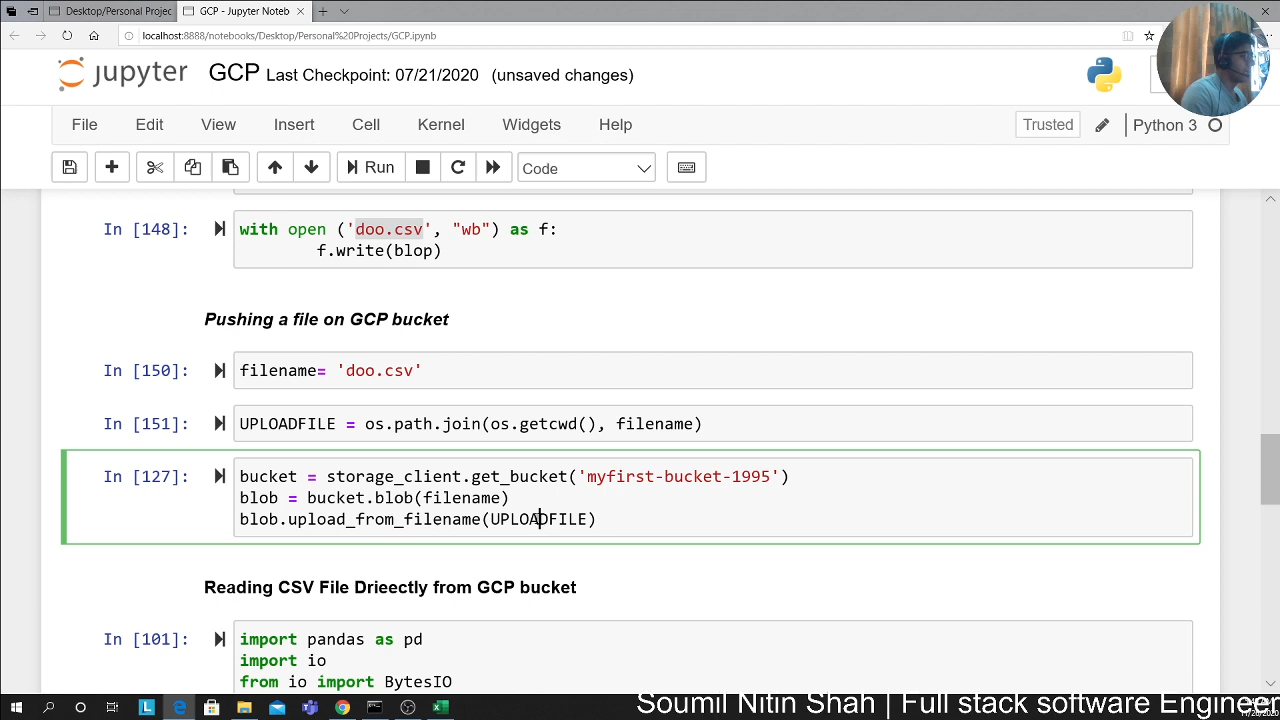 Desktop/Personal Projec
GCP - Jupyter Noteb
localhost:8888/notebooks/Desktop/Personal%20Projects/GCP.ipynb
jupyter GCP Last Checkpoint: 07/21/2020 (unsaved changes)
File Edit View Insert Cell Kernel Widgets Help
Trusted Python 3
Run Code
In [148]: with open ('doo.csv', "wb") as f:
f.write(blop)
Pushing a file on GCP bucket
In [150]: filename= 'doo.csv'
In [151]: UPLOADFILE = os.path.join(os.getcwd(), filename)
In [127]: bucket = storage_client.get_bucket('myfirst-bucket-1995')
blob = bucket.blob(filename)
blob.upload_from_filename(UPLOADFILE)
Reading CSV File Drieectly from GCP bucket
In [101]: import pandas as pd
import io
from io import BytesIO
Soumil Nitin Shah | Full stack software Engineer